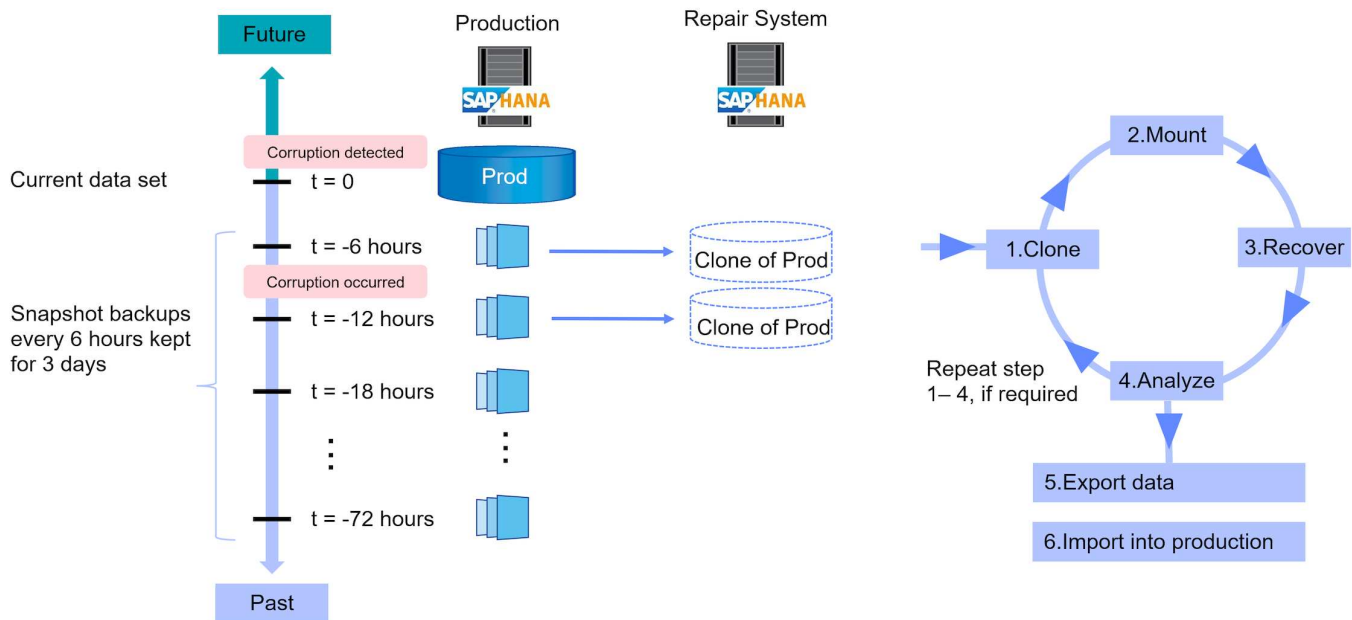 Future
Production
Repair System
SAP HANA
SAP HANA
Corruption detected
Current data set
t = 0
Prod
t = -6 hours
Clone of Prod
Corruption occurred
Snapshot backups
every 6 hours kept
for 3 days
t = -12 hours
Clone of Prod
t = -18 hours
t = -72 hours
Past
1.Clone
2.Mount
3.Recover
4.Analyze
Repeat step
1– 4, if required
5.Export data
6.Import into production